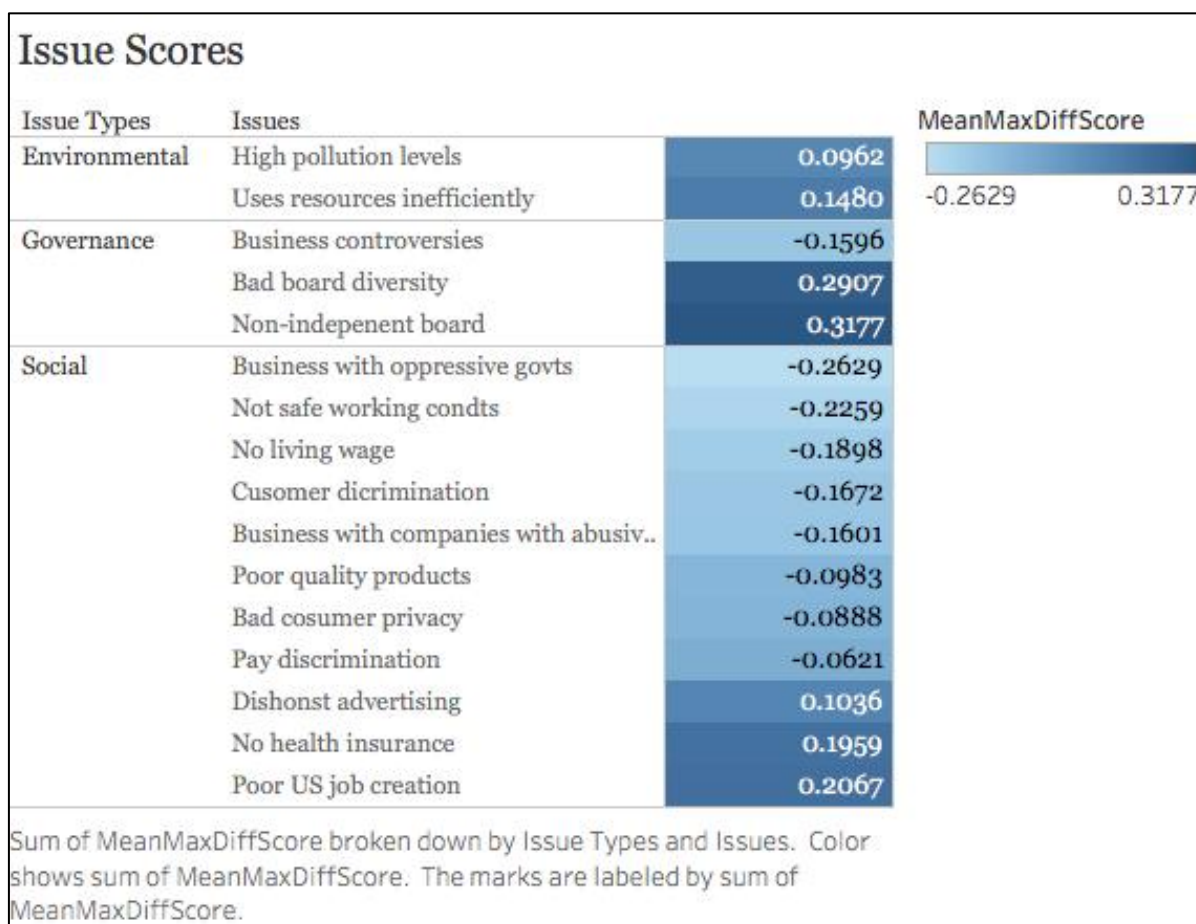 Issue Scores
Issue Types Issues
MeanMaxDiffScore
-0.2629 0.3177
Environmental High pollution levels 0.0962
Uses resources inefficiently 0.1480
Governance Business controversies -0.1596
Bad board diversity 0.2907
Non-indepenent board 0.3177
Social Business with oppressive govts -0.2629
Not safe working condts -0.2259
No living wage -0.1898
Cusomer dicrimination -0.1672
Business with companies with abusiv..  -0.1601
Poor quality products -0.0983
Bad cosumer privacy -0.0888
Pay discrimination -0.0621
Dishonst advertising 0.1036
No health insurance 0.1959
Poor US job creation 0.2067
Sum of MeanMaxDiffScore broken down by Issue Types and Issues. Color
shows sum of MeanMaxDiffScore. The marks are labeled by sum of
MeanMaxDiffScore.